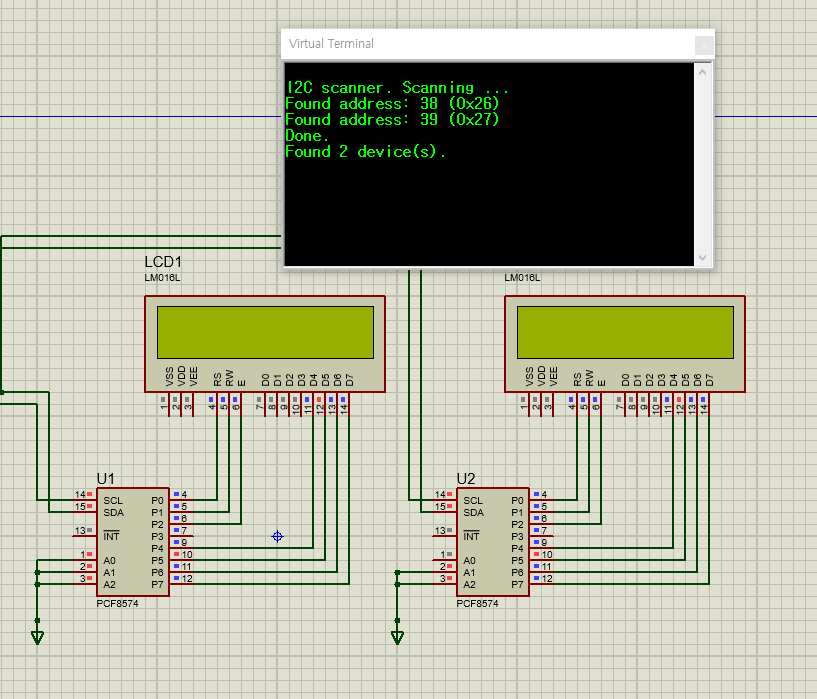 Virtual Terminal
I2C scanner. Scanning ...
Found address: 38 (0x26)
Found address: 39 (0x27)
Done.
Found 2 device(s).
LCD1
LM016L
LM016L
VSS VDD VEE RS RW E D0 D1 D2 D3 D4 D5 D6 D7
1 2 3 4 5 6 7 8 9 10 11 12 13 14
VSS VDD VEE RS RW E D0 D1 D2 D3 D4 D5 D6 D7
1 2 3 4 5 6 7 8 9 10 11 12 13 14
U1
14 SCL P0 4
15 SDA P1 5
P2 6
13 INT P3 7
P4 9
1 A0 P5 10
2 A1 P6 11
3 A2 P7 12
PCF8574
U2
14 SCL P0 4
15 SDA P1 5
P2 6
13 INT P3 7
P4 9
1 A0 P5 10
2 A1 P6 11
3 A2 P7 12
PCF8574